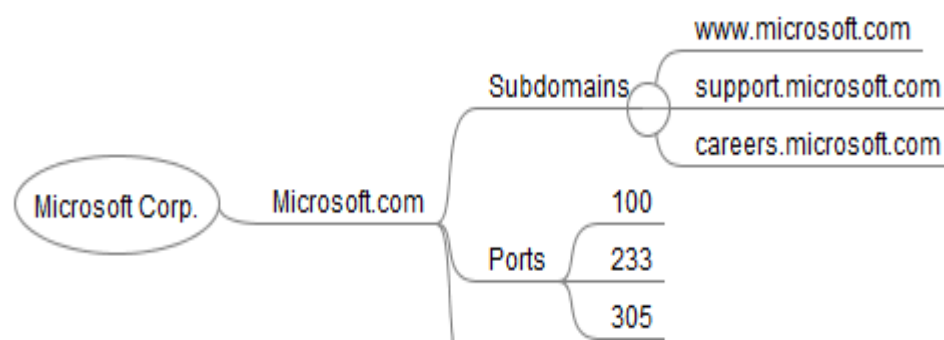 Microsoft Corp.
Microsoft.com
Subdomains
www.microsoft.com
support.microsoft.com
careers.microsoft.com
Ports
100
233
305